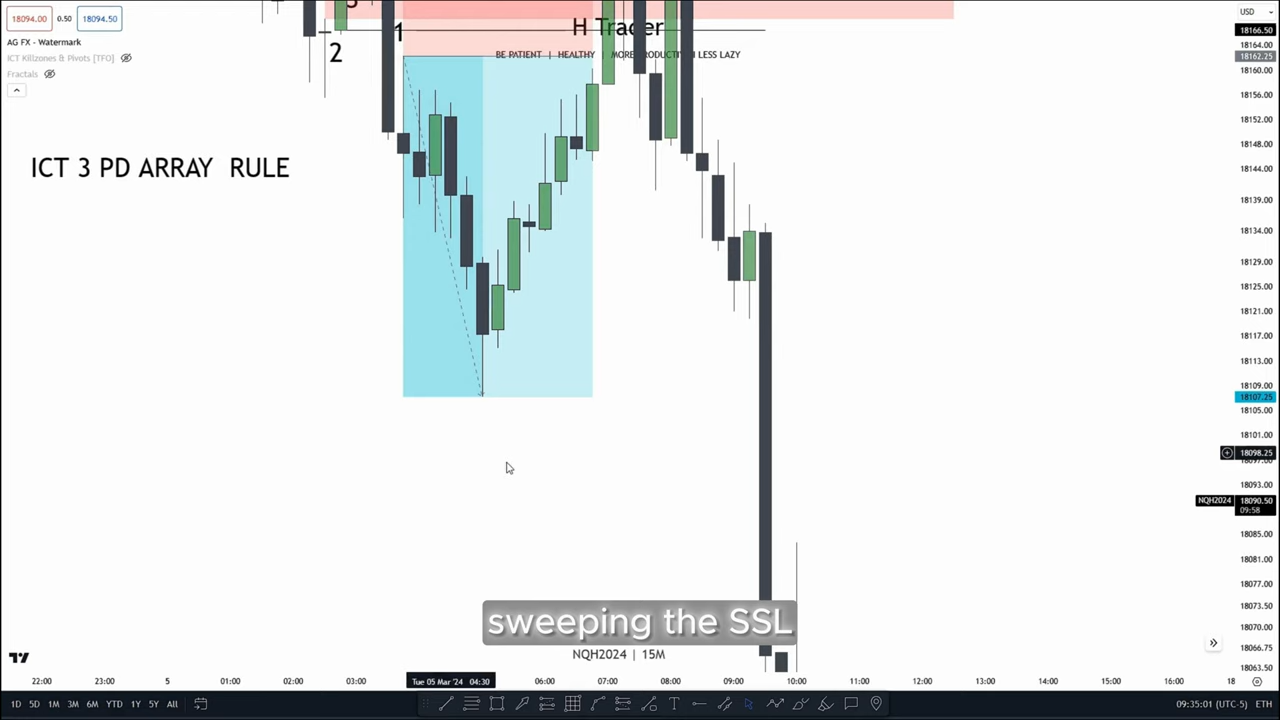 18094.00 0.50 18094.50
AG FX - Watermark
ICT Killzones & Pivots [TFO]
Fractals
ICT 3 PD ARRAY RULE
2
1
H Trader
BE PATIENT | HEALTHY | MORE PRODUCTIVE LESS LAZY
USD
18166.50
18164.00
18162.25
18160.00
18156.00
18152.00
18148.00
18144.00
18139.00
18134.00
18129.00
18125.00
18121.00
18117.00
18113.00
18109.00
18107.25
18105.00
18101.00
18098.25
18097.00
18093.00
NQH2024 18090.50
09:58
18085.00
18081.00
18077.00
18073.50
18070.00
18066.75
18063.50
sweeping the SSL
NQH2024 | 15M
22:00 23:00 5 01:00 02:00 03:00 Tue 05 Mar '24 04:30 06:00 07:00 08:00 09:00 10:00 11:00 12:00 13:00 14:00 15:00 16:00 17:00 18
1D 5D 1M 3M 6M YTD 1Y 5Y All
09:35:01 (UTC-5) ETH